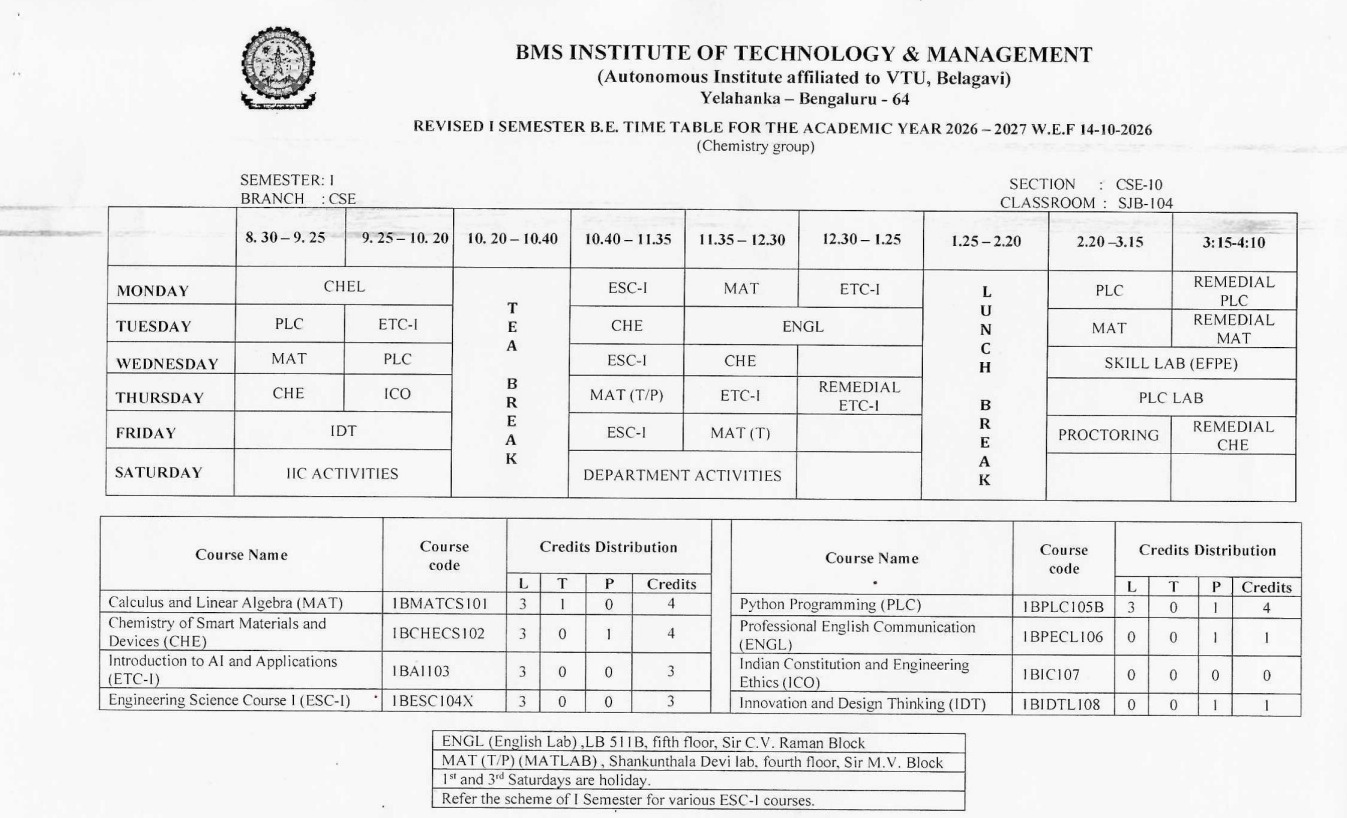 BMS INSTITUTE OF TECHNOLOGY & MANAGEMENT
(Autonomous Institute affiliated to VTU, Belagavi)
Yelahanka – Bengaluru - 64
REVISED I SEMESTER B.E. TIME TABLE FOR THE ACADEMIC YEAR 2026 – 2027 W.E.F 14-10-2026
(Chemistry group)
SEMESTER: I
BRANCH : CSE
SECTION : CSE-10
CLASSROOM : SJB-104
8. 30 – 9. 25 9. 25 – 10. 20 10. 20 – 10.40 10.40 – 11.35 11.35 – 12.30 12.30 – 1.25 1.25 – 2.20 2.20 –3.15 3:15-4:10
TEA BREAK
LUNCH BREAK
MONDAY CHEL ESC-I MAT ETC-I PLC REMEDIAL PLC
TUESDAY PLC ETC-I CHE ENGL MAT REMEDIAL MAT
WEDNESDAY MAT PLC ESC-I CHE SKILL LAB (EFPE)
THURSDAY CHE ICO MAT (T/P) ETC-I REMEDIAL ETC-I PLC LAB
FRIDAY IDT ESC-I MAT (T) PROCTORING REMEDIAL CHE
SATURDAY IIC ACTIVITIES DEPARTMENT ACTIVITIES
Course Name Course code Credits Distribution
L T P Credits
Calculus and Linear Algebra (MAT) 1BMATCS101 3 1 0 4
Chemistry of Smart Materials and Devices (CHE) 1BCHECS102 3 0 1 4
Introduction to AI and Applications (ETC-I) 1BAI103 3 0 0 3
Engineering Science Course I (ESC-I) 1BESC104X 3 0 0 3
Course Name Course code Credits Distribution
L T P Credits
Python Programming (PLC) 1BPLC105B 3 0 1 4
Professional English Communication (ENGL) 1BPECL106 0 0 1 1
Indian Constitution and Engineering Ethics (ICO) 1BIC107 0 0 0 0
Innovation and Design Thinking (IDT) 1BIDTL108 0 0 1 1
ENGL (English Lab) ,LB 511B, fifth floor, Sir C.V. Raman Block
MAT (T/P) (MATLAB) , Shankunthala Devi lab, fourth floor, Sir M.V. Block
1st and 3rd Saturdays are holiday.
Refer the scheme of I Semester for various ESC-I courses.